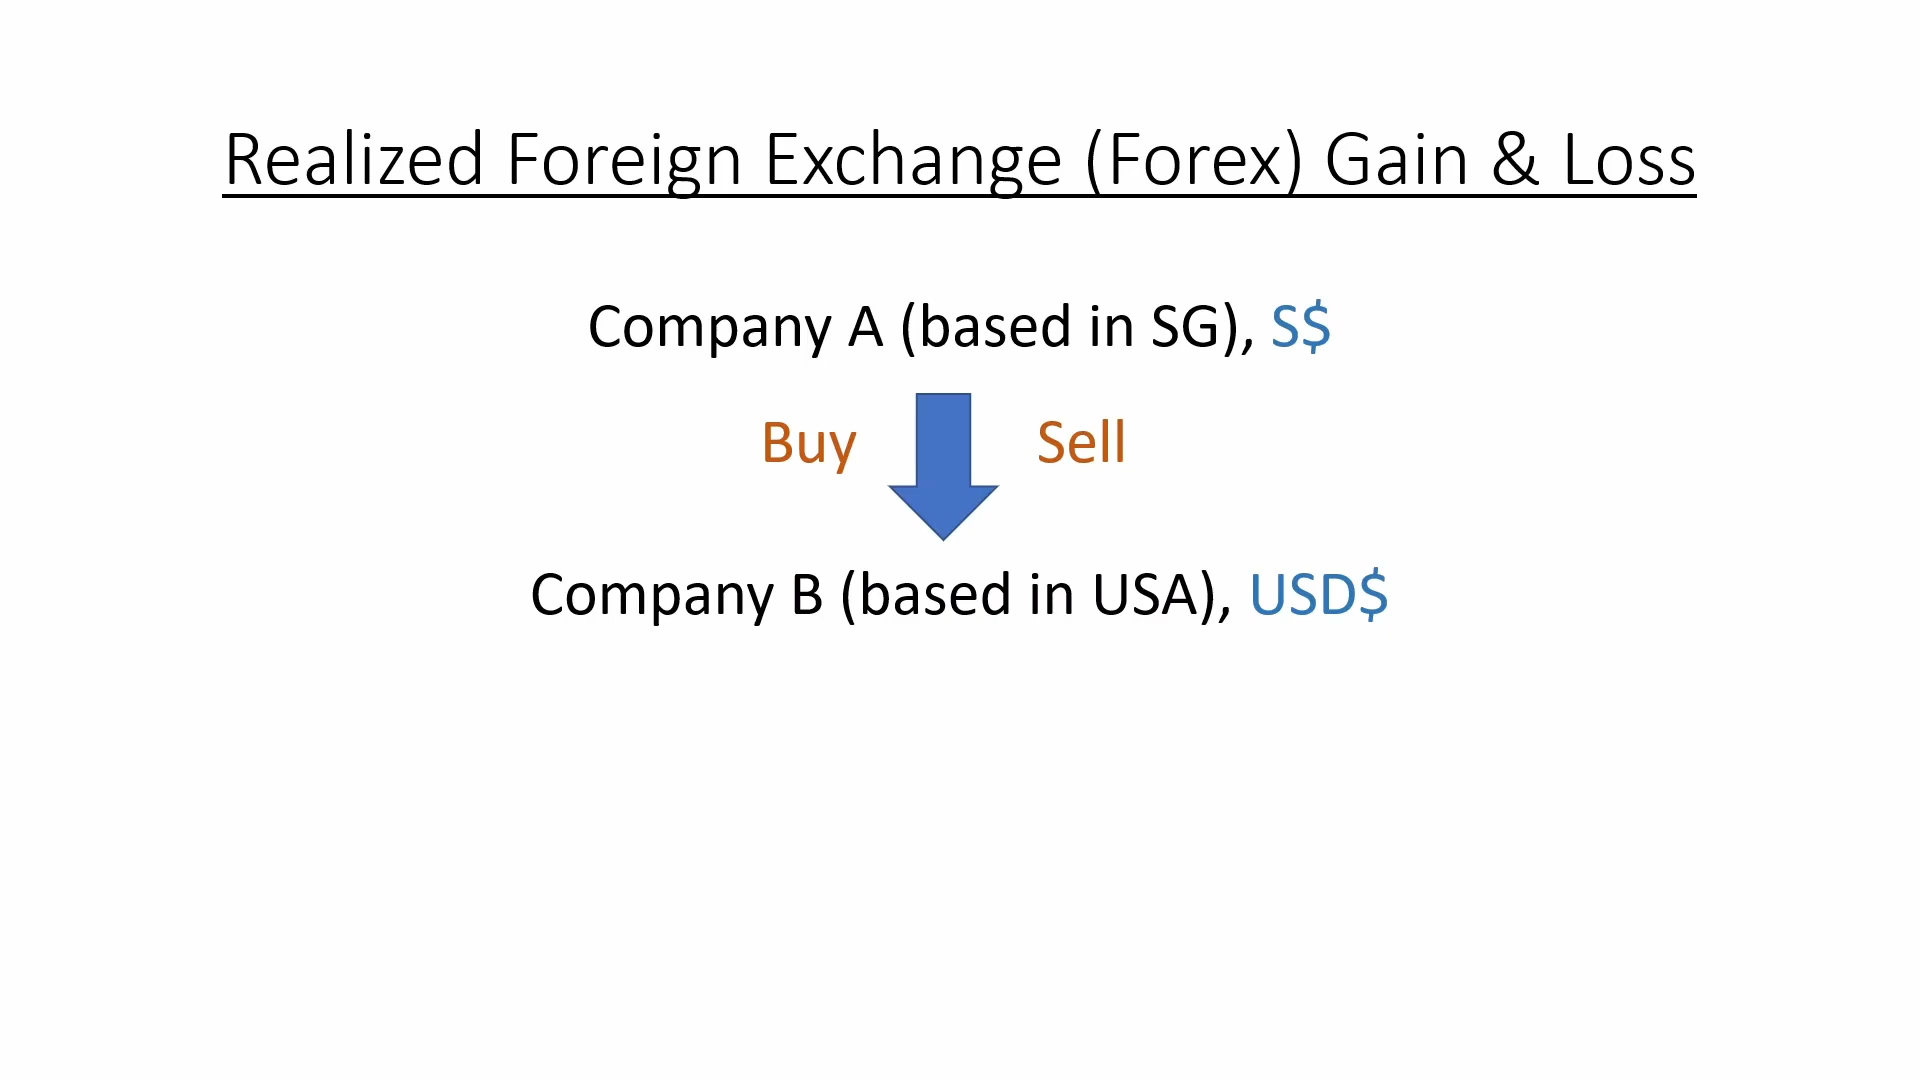 Realized Foreign Exchange (Forex) Gain & Loss
Company A (based in SG), S$
Buy Sell
Company B (based in USA), USD$